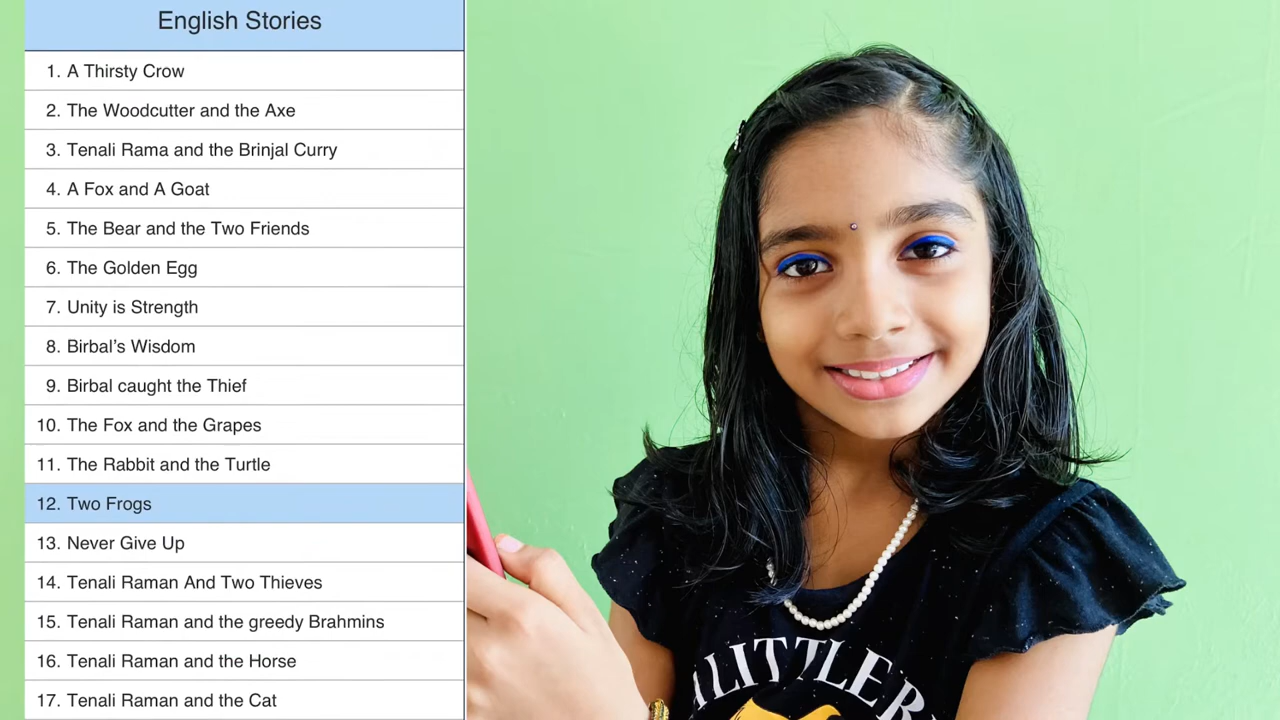 English Stories
1. A Thirsty Crow
2. The Woodcutter and the Axe
3. Tenali Rama and the Brinjal Curry
4. A Fox and A Goat
5. The Bear and the Two Friends
6. The Golden Egg
7. Unity is Strength
8. Birbal’s Wisdom
9. Birbal caught the Thief
10. The Fox and the Grapes
11. The Rabbit and the Turtle
12. Two Frogs
13. Never Give Up
14. Tenali Raman And Two Thieves
15. Tenali Raman and the greedy Brahmins
16. Tenali Raman and the Horse
17. Tenali Raman and the Cat